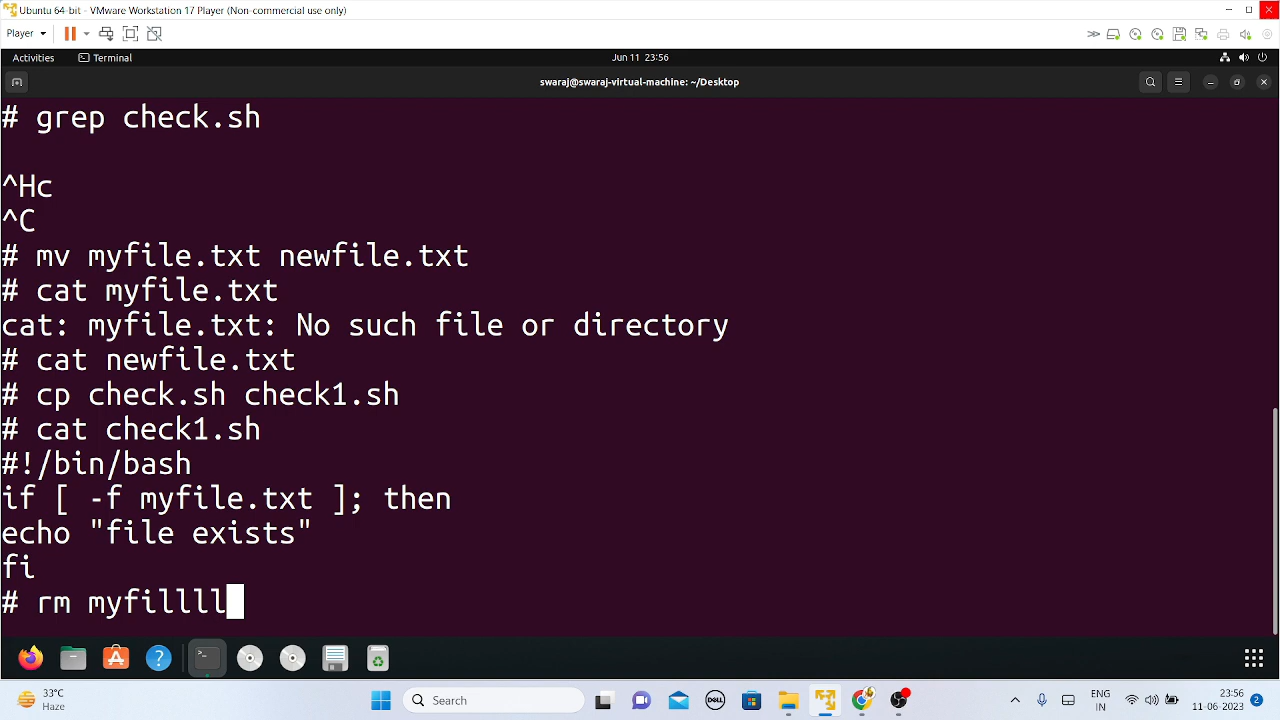 Ubuntu 64-bit - VMware Workstation 17 Player (Non-commercial use only)
Player
Activities
Terminal
Jun 11 23:56
swaraj@swaraj-virtual-machine: ~/Desktop
# grep check.sh
^Hc
^C
# mv myfile.txt newfile.txt
# cat myfile.txt
cat: myfile.txt: No such file or directory
# cat newfile.txt
# cp check.sh check1.sh
# cat check1.sh
#!/bin/bash
if [ -f myfile.txt ]; then
echo "file exists"
fi
# rm myfillll
33°C
Haze
Search
DELL
ENG
IN
23:56
11-06-2023
2